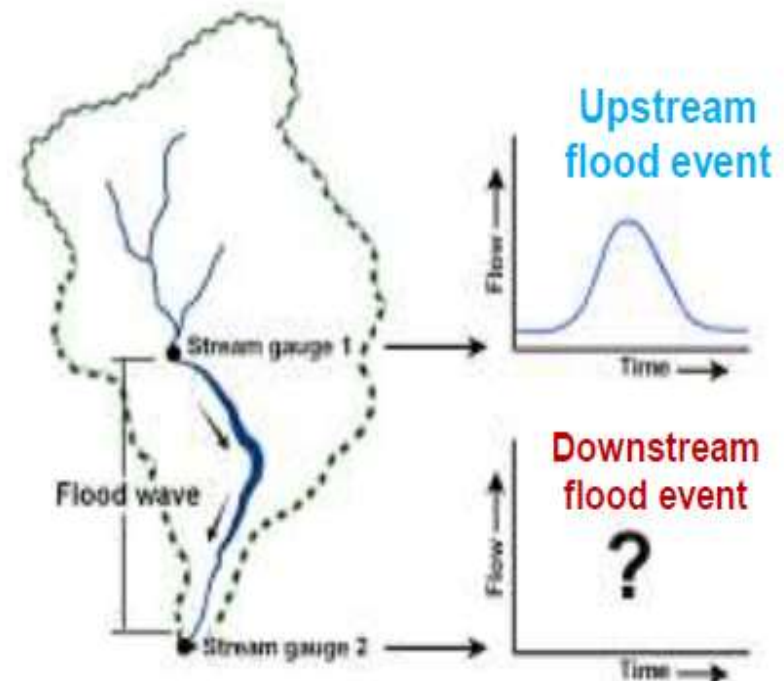 Upstream
flood event
Flow
Time
Stream gauge 1
Flood wave
Downstream
flood event
?
Flow
Stream gauge 2
Time